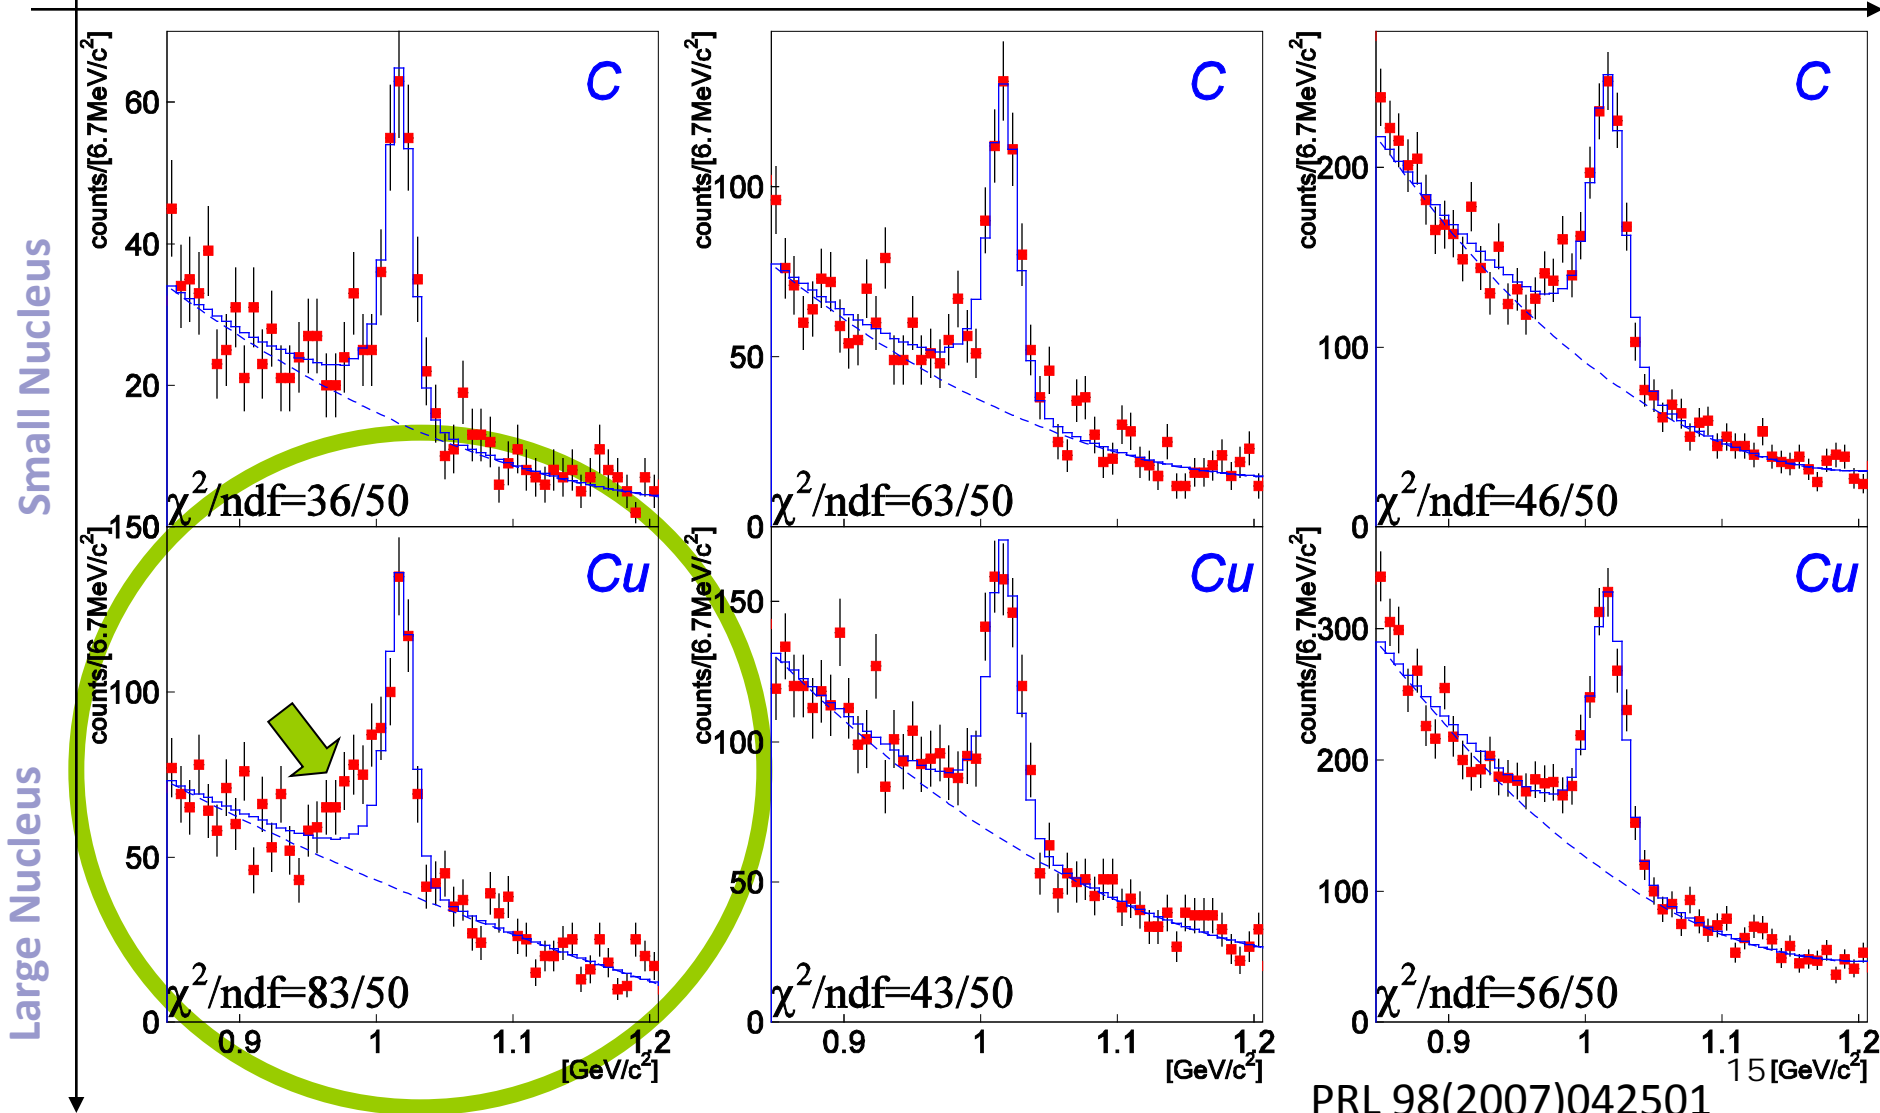 Small Nucleus
Large Nucleus
counts/[6.7MeV/c²]
60
40
20
C
χ²/ndf=36/50
counts/[6.7MeV/c²]
100
50
0
C
χ²/ndf=63/50
counts/[6.7MeV/c²]
200
100
0
C
χ²/ndf=46/50
counts/[6.7MeV/c²]
150
100
50
0
Cu
χ²/ndf=83/50
0.9
1
1.1
1.2
[GeV/c²]
counts/[6.7MeV/c²]
150
100
50
0
Cu
χ²/ndf=43/50
0.9
1
1.1
1.2
[GeV/c²]
counts/[6.7MeV/c²]
300
200
100
0
Cu
χ²/ndf=56/50
0.9
1
1.1
1.2
15
[GeV/c²]
PRL 98(2007)042501